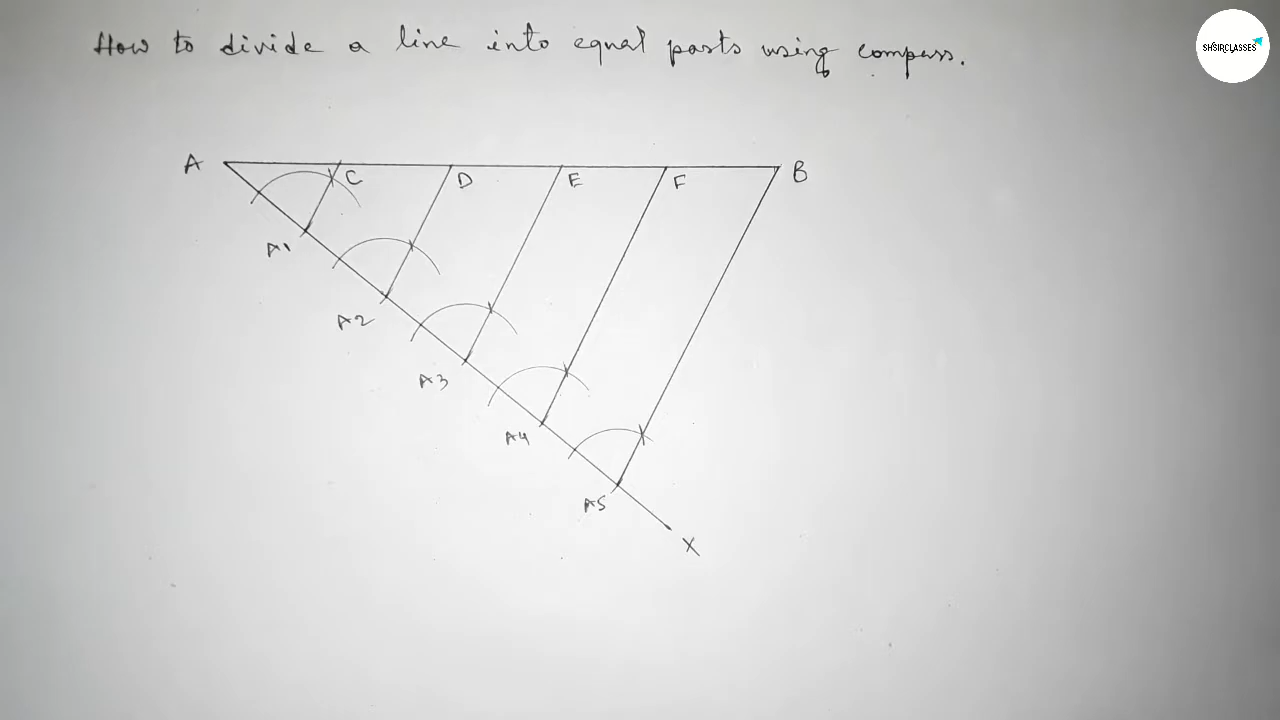 How to divide a line into equal parts using compass.
SHSIRCLASSES
A
C
D
E
F
B
A1
A2
A3
A4
A5
X